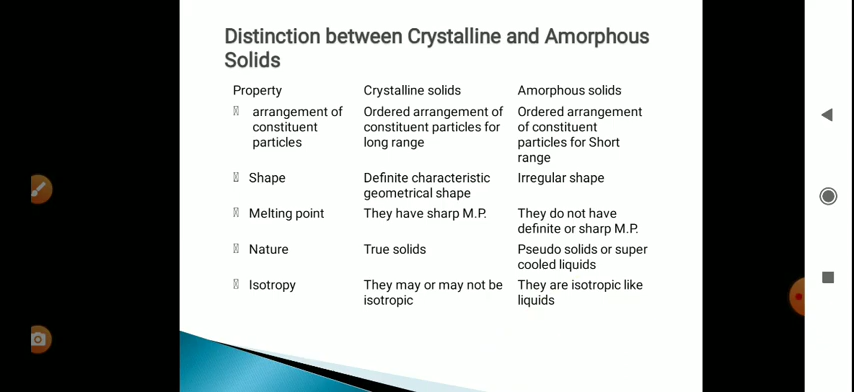 Distinction between Crystalline and Amorphous
Solids
Property Crystalline solids Amorphous solids
arrangement of Ordered arrangement of Ordered arrangement
constituent constituent particles for of constituent
particles long range particles for Short
range
Shape Definite characteristic Irregular shape
geometrical shape
Melting point They have sharp M.P. They do not have
definite or sharp M.P.
Nature True solids Pseudo solids or super
cooled liquids
Isotropy They may or may not be They are isotropic like
isotropic liquids